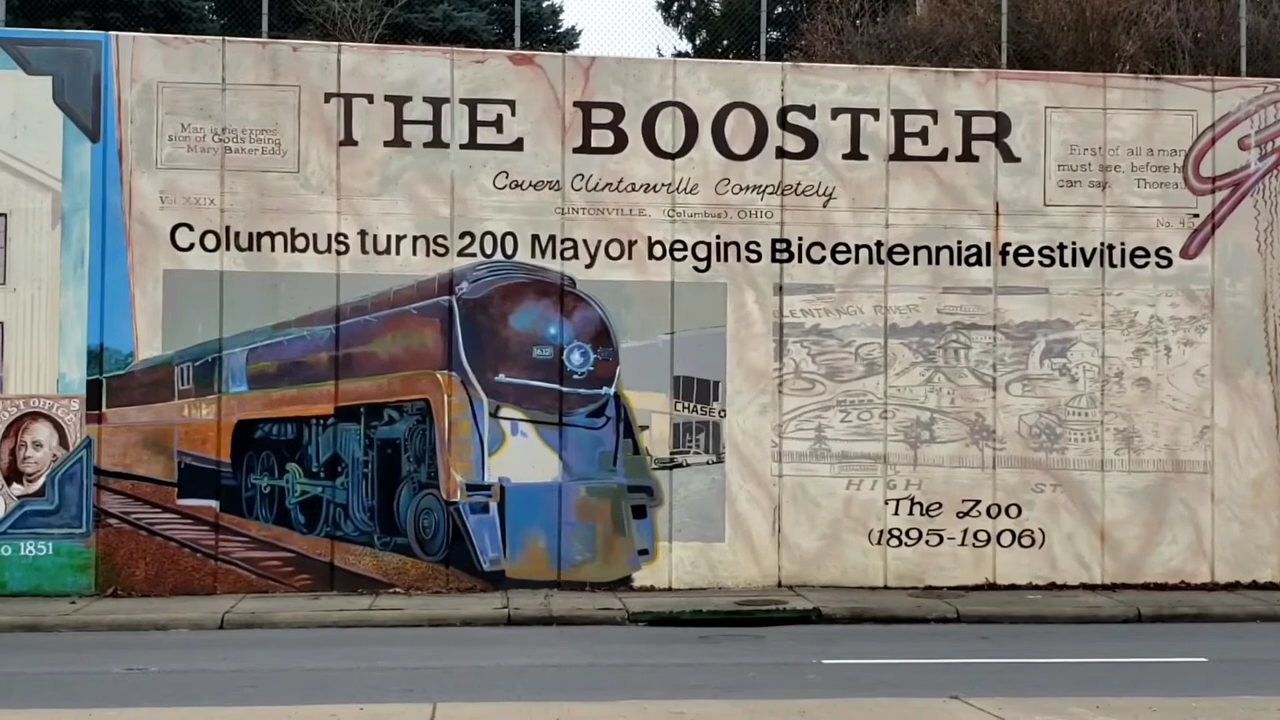 THE BOOSTER
Man is the expres-
sion of Gods being
—Mary Baker Eddy
First of all a man
must see, before h
can say. Thoreau
Covers Clintonville Completely
Vol. XXIX
CLINTONVILLE, (Columbus), OHIO
No. 45
Columbus turns 200 Mayor begins Bicentennial festivities
OLENTANGY RIVER
CHASE
ZOO
HIGH ST.
The Zoo
(1895-1906)
POST OFFICE
o 1851